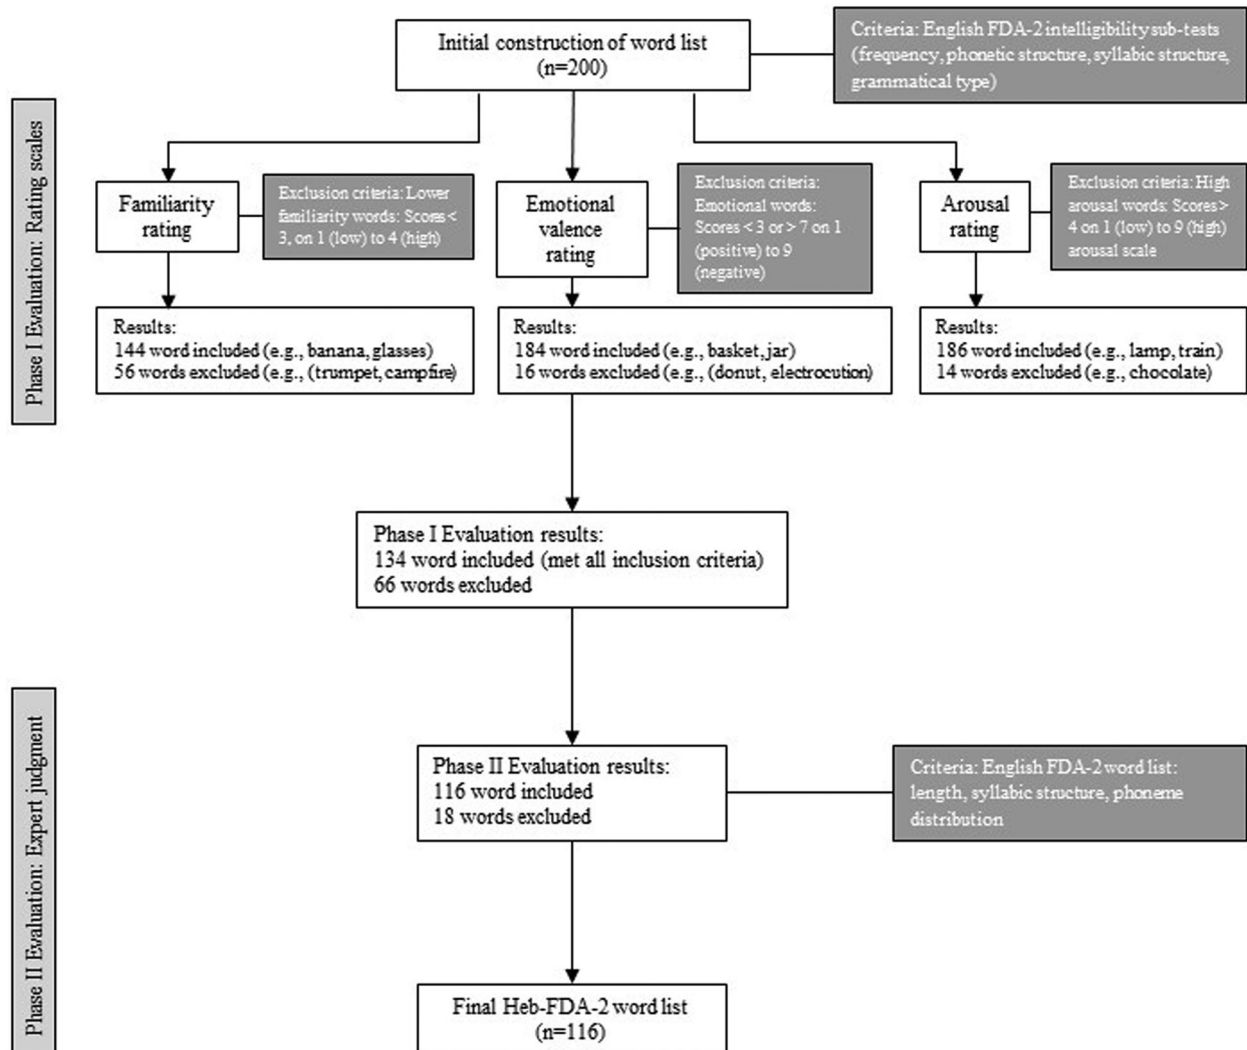 Initial construction of word list
(n=200)
Criteria: English FDA-2 intelligibility sub-tests
(frequency, phonetic structure, syllabic structure,
grammatical type)
Phase I Evaluation: Rating scales
Familiarity
rating
Exclusion criteria: Lower
familiarity words: Scores <
3, on 1 (low) to 4 (high)
Emotional
valence
rating
Exclusion criteria:
Emotional words:
Scores < 3 or > 7 on 1
(positive) to 9
(negative)
Arousal
rating
Exclusion criteria: High
arousal words: Scores >
4 on 1 (low) to 9 (high)
arousal scale
Results:
144 word included (e.g., banana, glasses)
56 words excluded (e.g., (trumpet, campfire)
Results:
184 word included (e.g., basket, jar)
16 words excluded (e.g., (donut, electrocution)
Results:
186 word included (e.g., lamp, train)
14 words excluded (e.g., chocolate)
Phase I Evaluation results:
134 word included (met all inclusion criteria)
66 words excluded
Phase II Evaluation: Expert judgment
Phase II Evaluation results:
116 word included
18 words excluded
Criteria: English FDA-2 word list:
length, syllabic structure, phoneme
distribution
Final Heb-FDA-2 word list
(n=116)